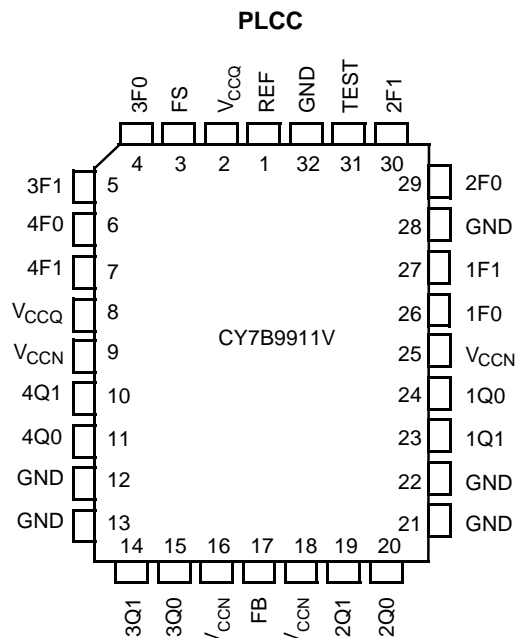 PLCC
3F0 FS VCCQ REF GND TEST 2F1
4 3 2 1 32 31 30
3F1 5 29 2F0
4F0 6 28 GND
4F1 7 27 1F1
VCCQ 8 26 1F0
CY7B9911V
VCCN 9 25 VCCN
4Q1 10 24 1Q0
4Q0 11 23 1Q1
GND 12 22 GND
GND 13 21 GND
14 15 16 17 18 19 20
3Q1 3Q0 VCCN FB VCCN 2Q1 2Q0